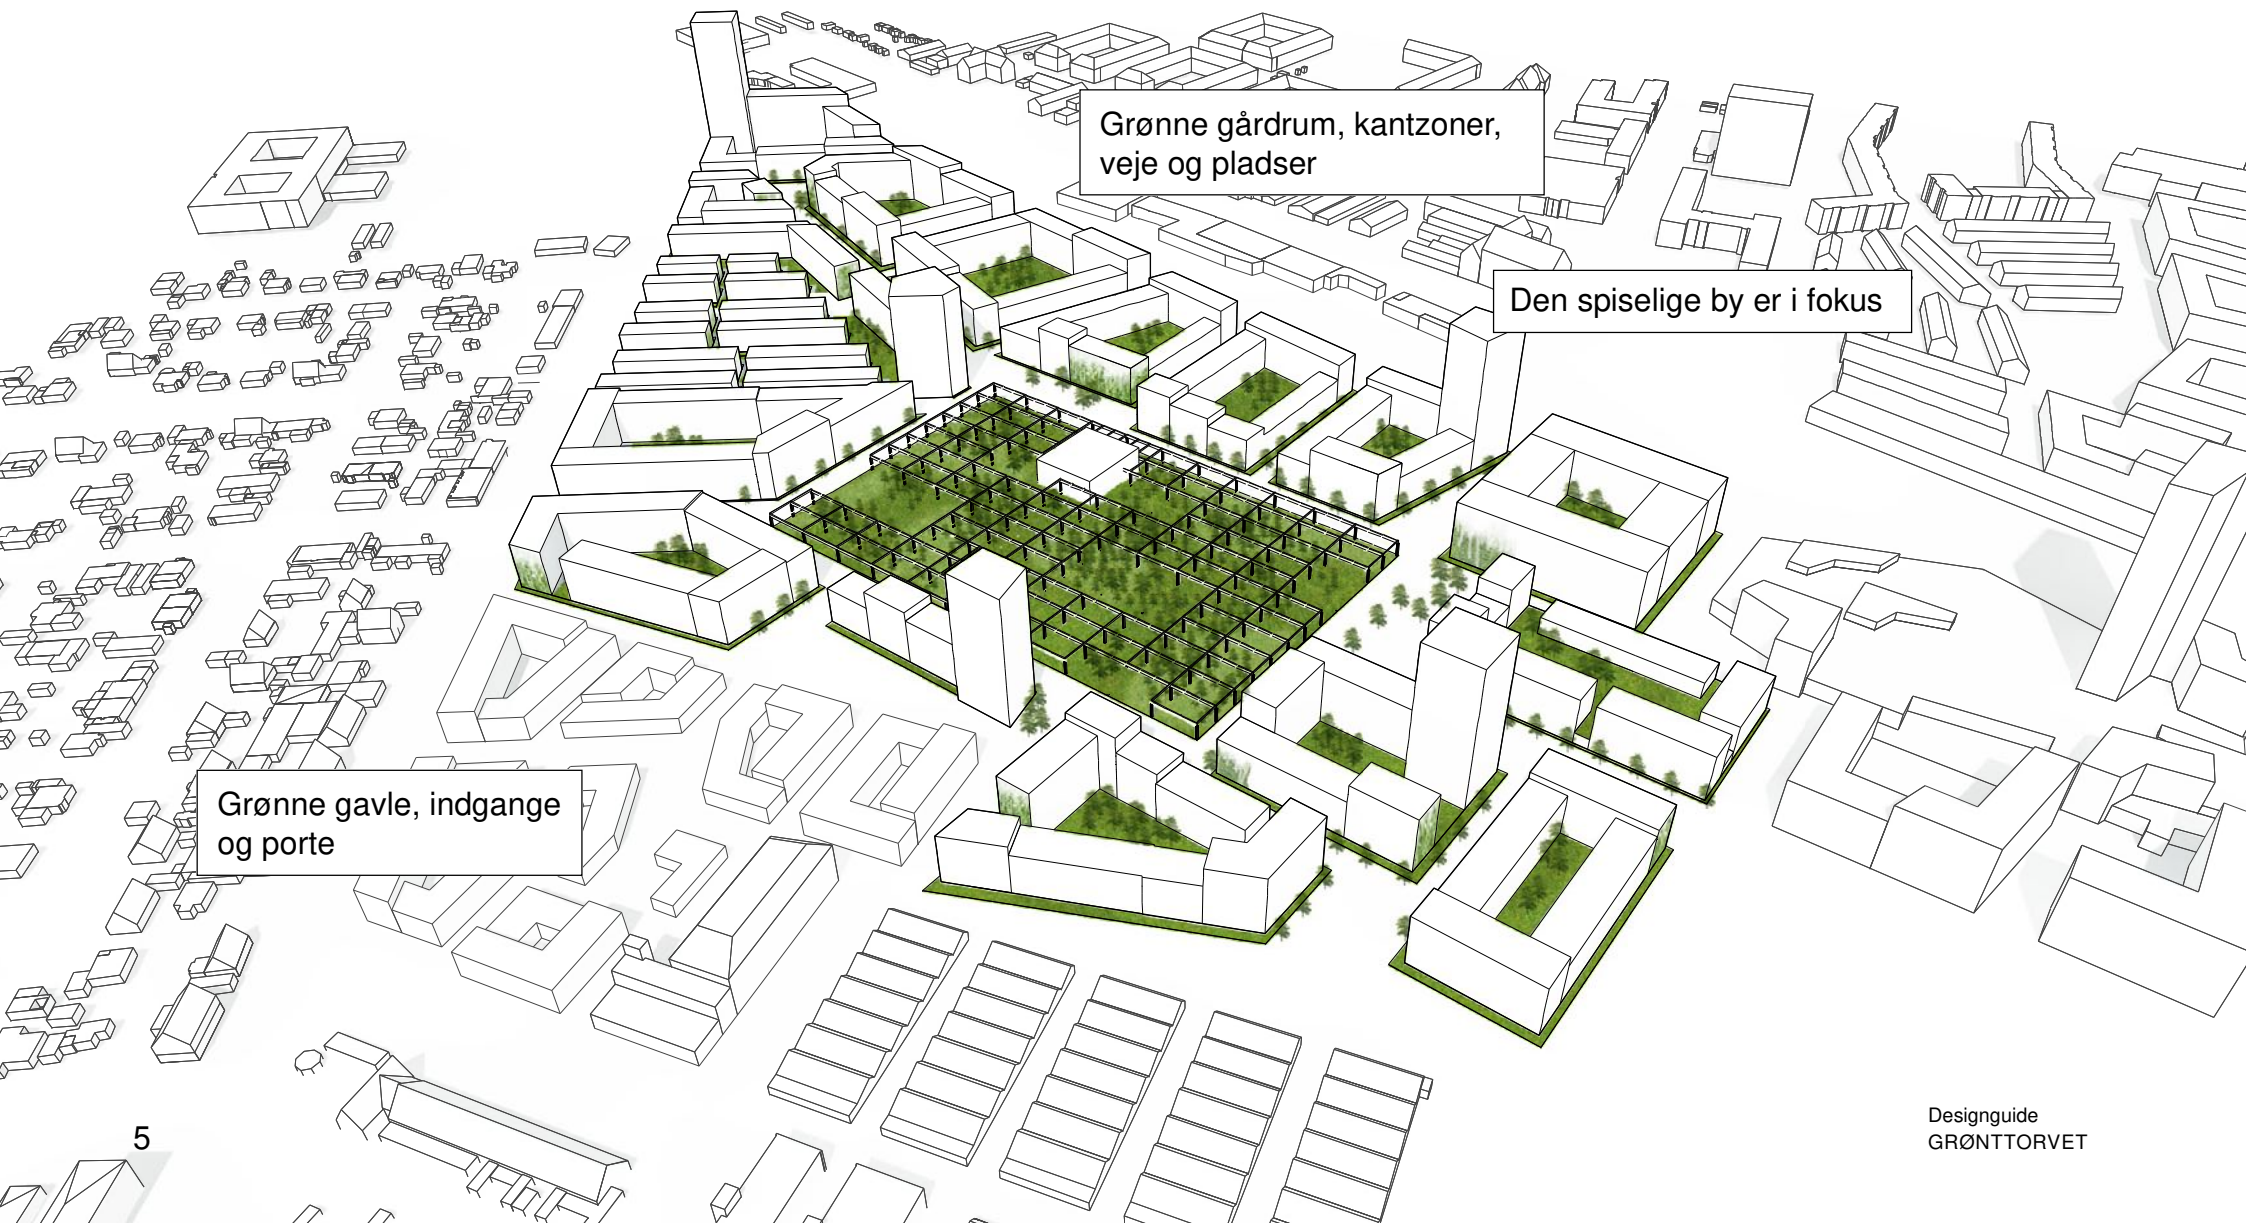 Grønne gårdrum, kantzoner,
veje og pladser
Den spiselige by er i fokus
Grønne gavle, indgange
og porte
5
Designguide
GRØNTTORVET